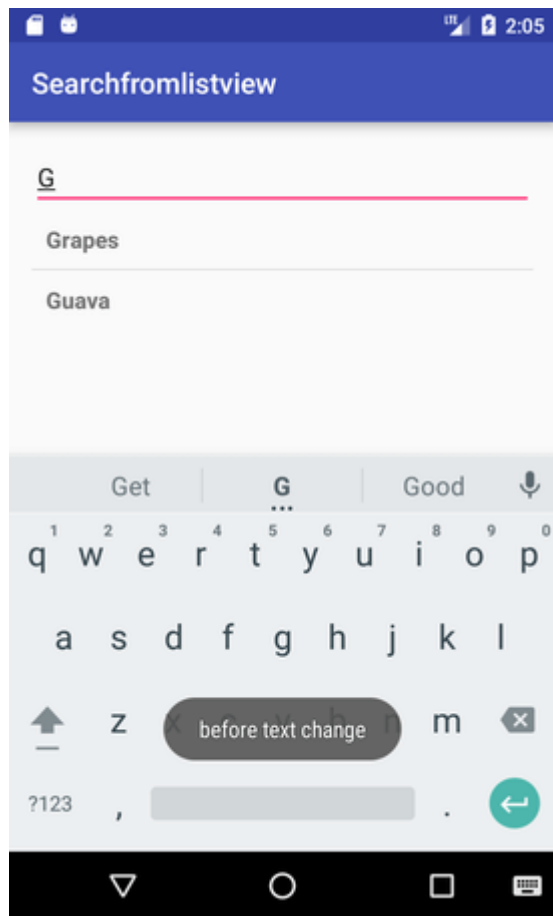 LTE 2:05
Searchfromlistview
G
Grapes
Guava
Get G Good
1 2 3 4 5 6 7 8 9 0
q w e r t y u i o p
a s d f g h j k l
z m
before text change
?123 , .